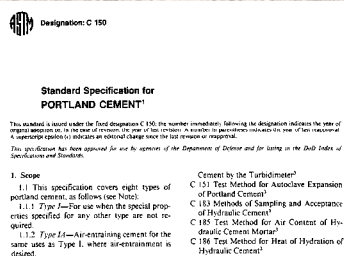 ASTM Designation: C 150
Standard Specification for
PORTLAND CEMENT¹
This standard is issued under the fixed designation C 150; the number immediately following the designation indicates the year of
original adoption or, in the case of revision, the year of last revision. A number in parentheses indicates the year of last reapproval.
A superscript epsilon (ε) indicates an editorial change since the last revision or reapproval.
This specification has been approved for use by agencies of the Department of Defense and for listing in the DoD Index of
Specifications and Standards.
1. Scope
1.1 This specification covers eight types of
portland cement, as follows (see Note):
1.1.1 Type I—For use when the special prop-
erties specified for any other type are not re-
quired.
1.1.2 Type IA—Air-entraining cement for the
same uses as Type I, where air-entrainment is
desired.
Cement by the Turbidimeter³
C 151 Test Method for Autoclave Expansion
of Portland Cement³
C 183 Methods of Sampling and Acceptance
of Hydraulic Cement³
C 185 Test Method for Air Content of Hy-
draulic Cement Mortar³
C 186 Test Method for Heat of Hydration of
Hydraulic Cement³